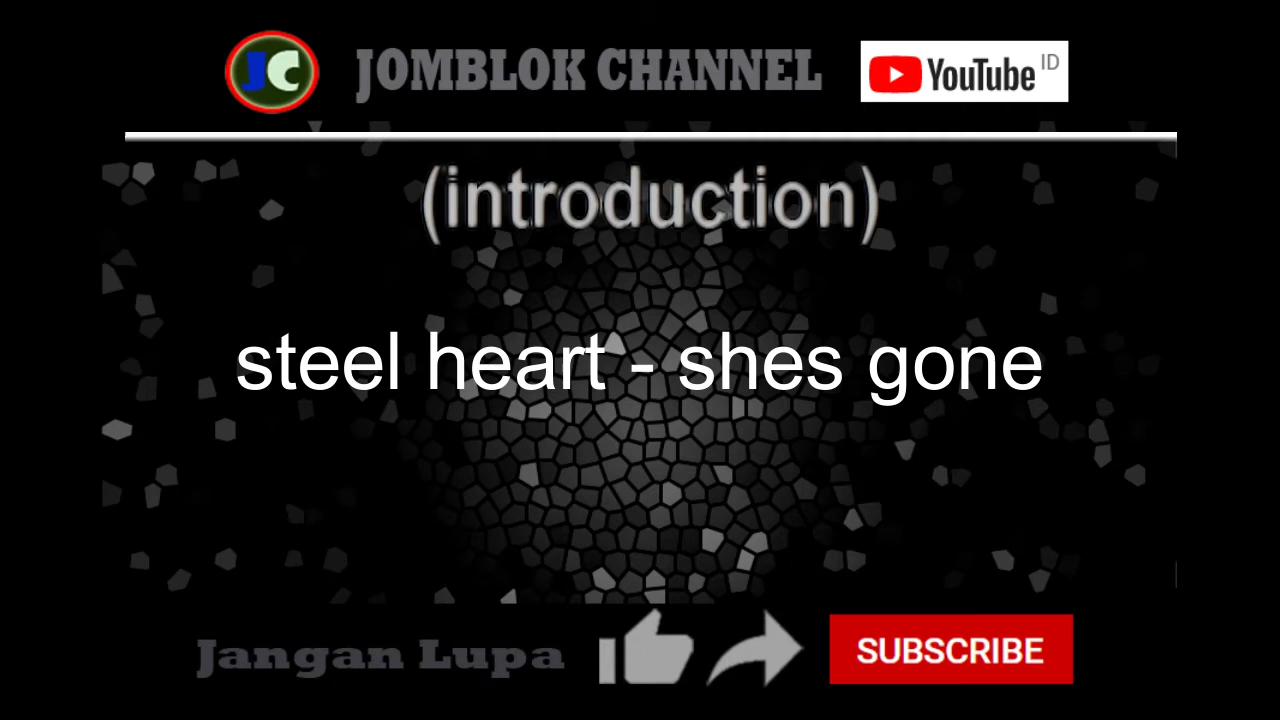 JC JOMBLOK CHANNEL YouTube ID
(introduction)
steel heart - shes gone
Jangan Lupa SUBSCRIBE